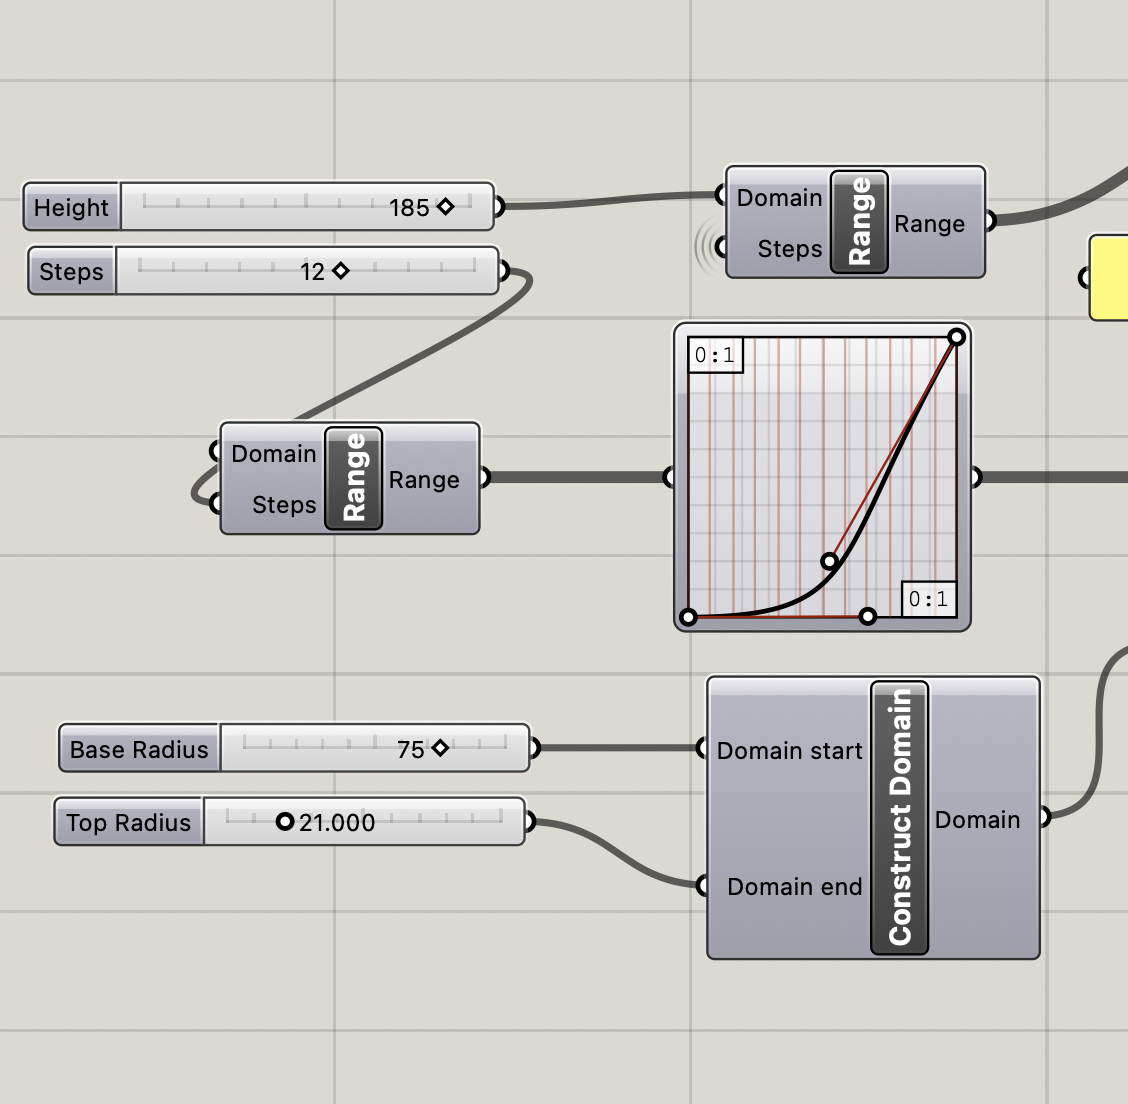 Height
185
Steps
12
Domain
Steps
Range
Range
0:1
0:1
Domain
Steps
Range
Range
Base Radius
75
Top Radius
21.000
Domain start
Domain end
Construct Domain
Domain